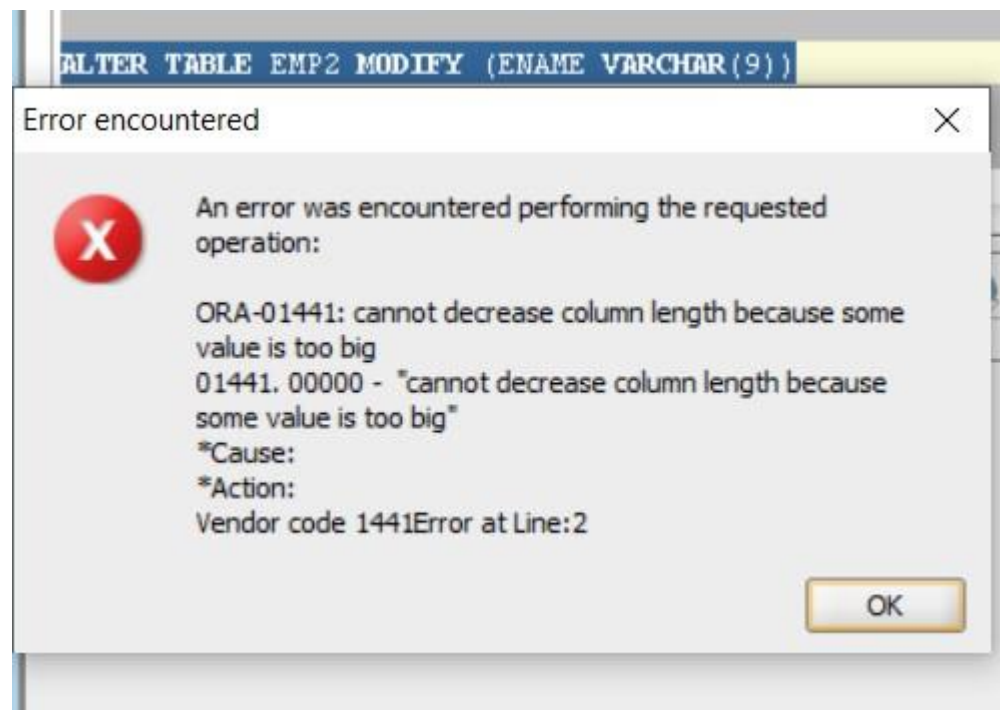 ALTER TABLE EMP2 MODIFY (ENAME VARCHAR(9))
Error encountered
An error was encountered performing the requested
operation:
ORA-01441: cannot decrease column length because some
value is too big
01441. 00000 - "cannot decrease column length because
some value is too big"
*Cause:
*Action:
Vendor code 1441Error at Line:2
OK